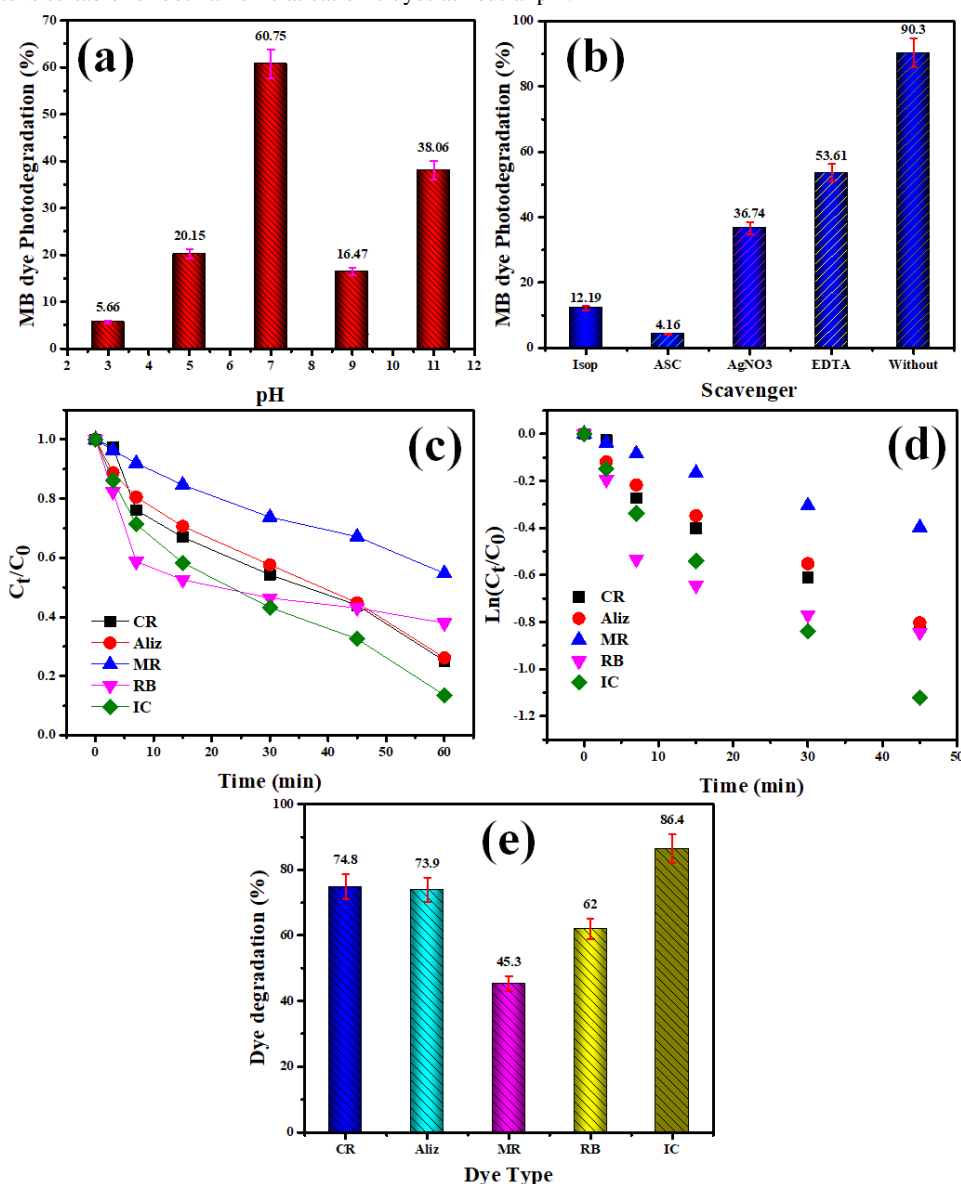 (a)
MB dye Photodegradation (%)
70
60
50
40
30
20
10
0
5.66
20.15
60.75
16.47
38.06
2 3 4 5 6 7 8 9 10 11 12
pH
(b)
MB dye Photodegradation (%)
100
80
60
40
20
0
12.19
4.16
36.74
53.61
90.3
Isop ASC AgNO3 EDTA Without
Scavenger
(c)
Ct/C0
1.0
0.8
0.6
0.4
0.2
0.0
CR
Aliz
MR
RB
IC
0 10 20 30 40 50 60
Time (min)
(d)
Ln(Ct/C0)
0.0
-0.2
-0.4
-0.6
-0.8
-1.0
-1.2
CR
Aliz
MR
RB
IC
0 10 20 30 40 50
Time (min)
(e)
Dye degradation (%)
100
80
60
40
20
0
74.8
73.9
45.3
62
86.4
CR Aliz MR RB IC
Dye Type